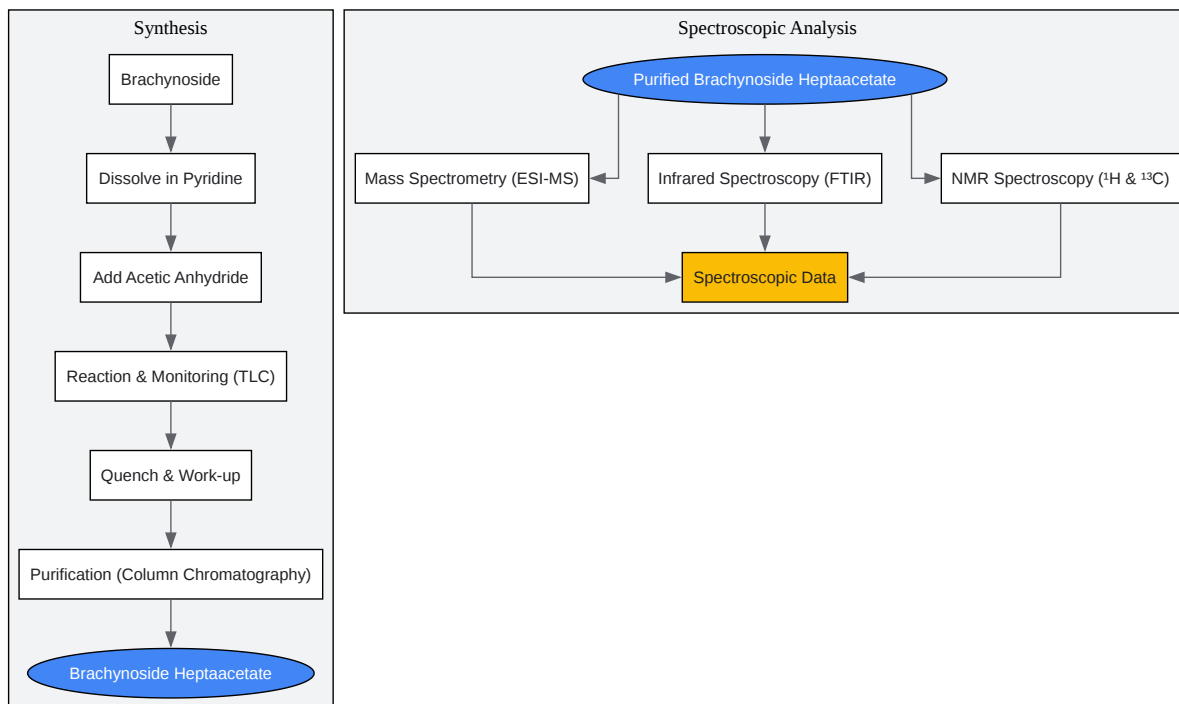 Synthesis
Brachynoside
Dissolve in Pyridine
Add Acetic Anhydride
Reaction & Monitoring (TLC)
Quench & Work-up
Purification (Column Chromatography)
Brachynoside Heptaacetate
Spectroscopic Analysis
Purified Brachynoside Heptaacetate
Mass Spectrometry (ESI-MS)
Infrared Spectroscopy (FTIR)
NMR Spectroscopy (¹H & ¹³C)
Spectroscopic Data